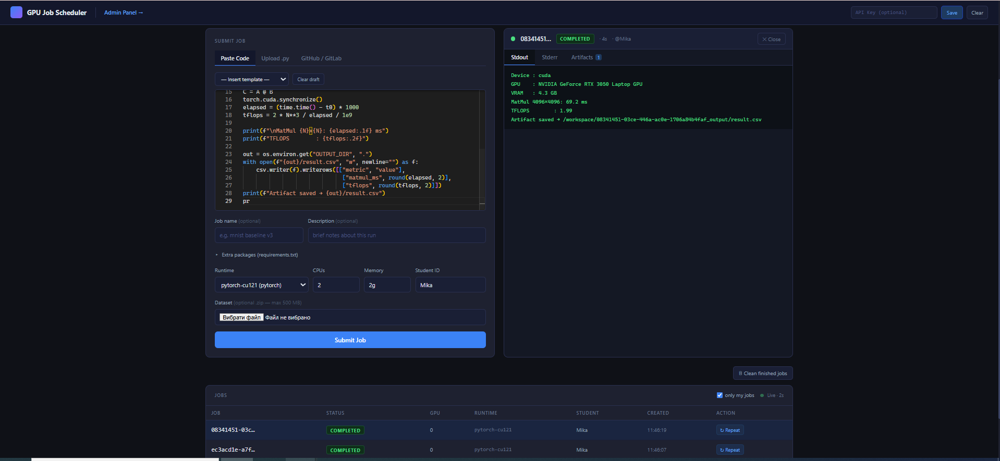 GPU Job Scheduler
Admin Panel →
API Key (optional)
Save
Clear
SUBMIT JOB
Paste Code
Upload .py
GitHub / GitLab
— Insert template —
Clear draft
15 C = A @ B
16 torch.cuda.synchronize()
17 elapsed = (time.time() - t0) * 1000
18 tflops = 2 * N**3 / elapsed / 1e9
19
20 print(f"\nMatMul {N}×{N}: {elapsed:.1f} ms")
21 print(f"TFLOPS        : {tflops:.2f}")
22
23 out = os.environ.get("OUTPUT_DIR", ".")
24 with open(f"{out}/result.csv", "w", newline="") as f:
25     csv.writer(f).writerows([["metric", "value"],
26                              ["matmul_ms", round(elapsed, 2)],
27                              ["tflops", round(tflops, 2)]])
28 print(f"Artifact saved → {out}/result.csv")
29 pr
Job name (optional)
Description (optional)
e.g. mnist baseline v3
brief notes about this run
▸ Extra packages (requirements.txt)
Runtime
CPUs
Memory
Student ID
pytorch-cu121 (pytorch)
2
2g
Mika
Dataset (optional .zip — max 500 MB)
Вибрати файл Файл не вибрано
Submit Job
08341451...
COMPLETED
· 4s
· @Mika
✕ Close
Stdout
Stderr
Artifacts 1
Device : cuda
GPU    : NVIDIA GeForce RTX 3050 Laptop GPU
VRAM   : 4.3 GB
MatMul 4096×4096: 69.2 ms
TFLOPS        : 1.99
Artifact saved → /workspace/08341451-03ce-446a-ac0e-1706a84b4faf_output/result.csv
Clean finished jobs
JOBS
only my jobs
Live · 2s
JOB STATUS GPU RUNTIME STUDENT CREATED ACTION
08341451-03c… COMPLETED 0 pytorch-cu121 Mika 11:46:19 ↻ Repeat
ec3acd1e-a7f… COMPLETED 0 pytorch-cu121 Mika 11:46:07 ↻ Repeat